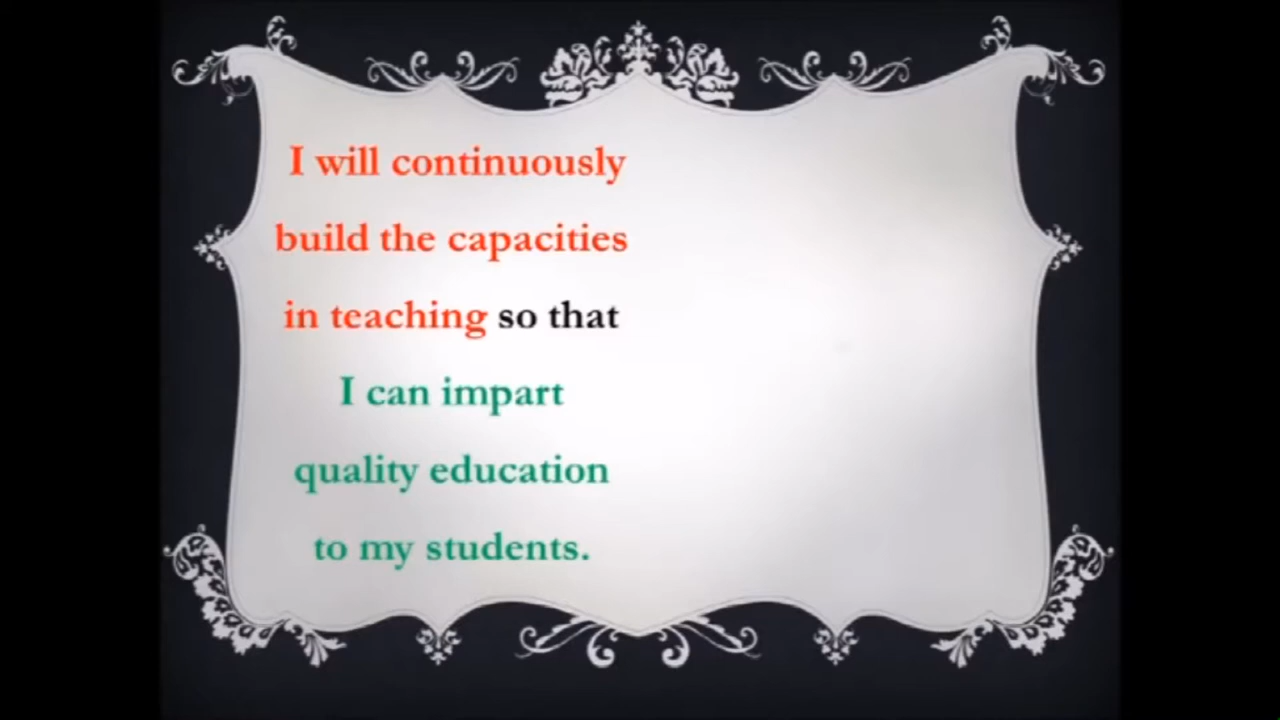 I will continuously
build the capacities
in teaching so that
I can impart
quality education
to my students.